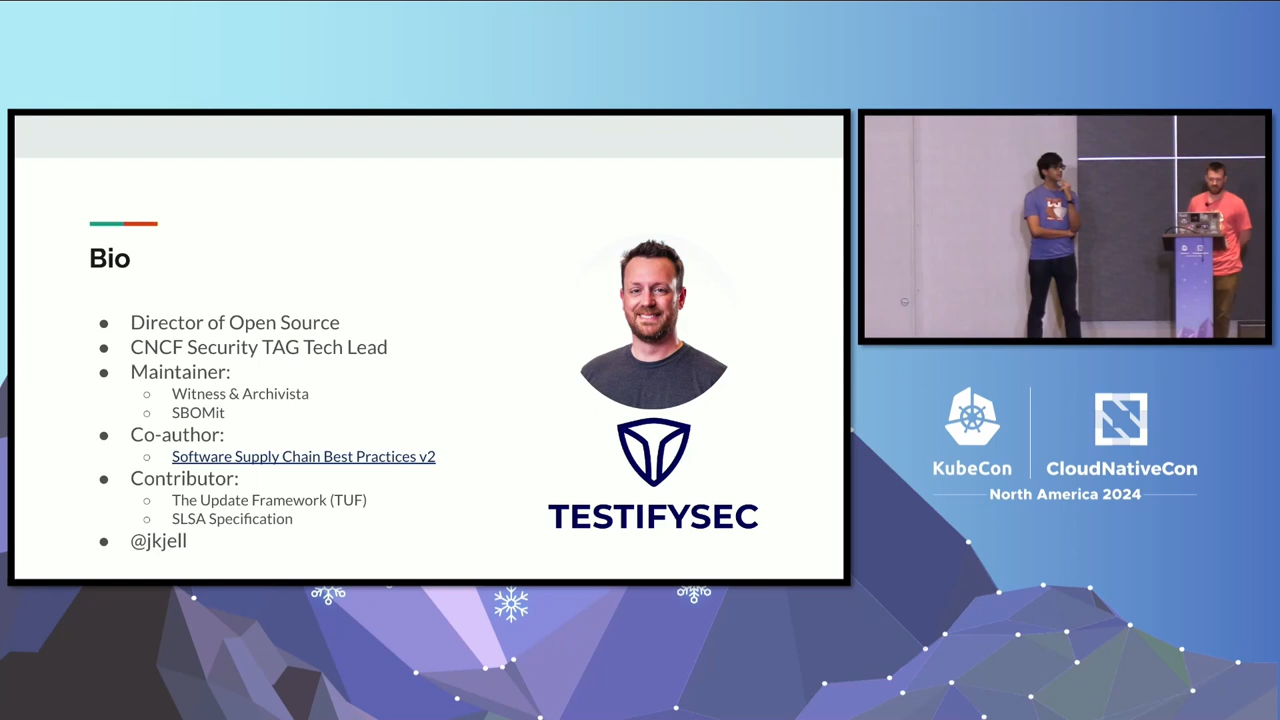 Bio
● Director of Open Source
● CNCF Security TAG Tech Lead
● Maintainer:
○ Witness & Archivista
○ SBOMit
● Co-author:
○ Software Supply Chain Best Practices v2
● Contributor:
○ The Update Framework (TUF)
○ SLSA Specification
● @jkjell
TESTIFYSEC
KubeCon
CloudNativeCon
North America 2024